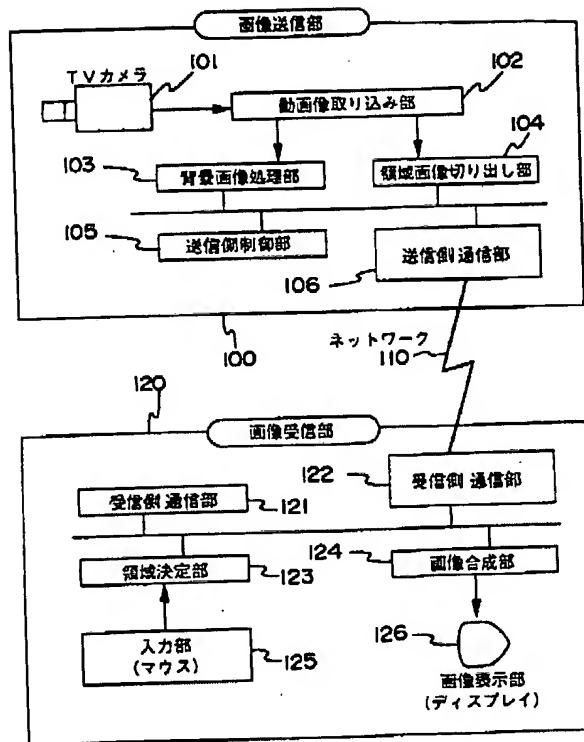 画像送信部
TVカメラ
101
102
動画像取り込み部
103
104
背景画像処理部
領域画像切り出し部
105
送信側制御部
送信側通信部
106
100
ネットワーク
110
120
画像受信部
122
受信側通信部
受信側通信部
121
124
領域決定部
123
画像合成部
入力部
(マウス)
125
126
画像表示部
(ディスプレイ)